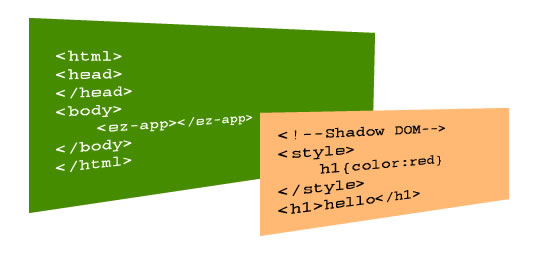 <html>
<head>
</head>
<body>
<ez-app></ez-app>
</body>
</html>
<!--Shadow DOM-->
<style>
h1{color:red}
</style>
<h1>hello</h1>